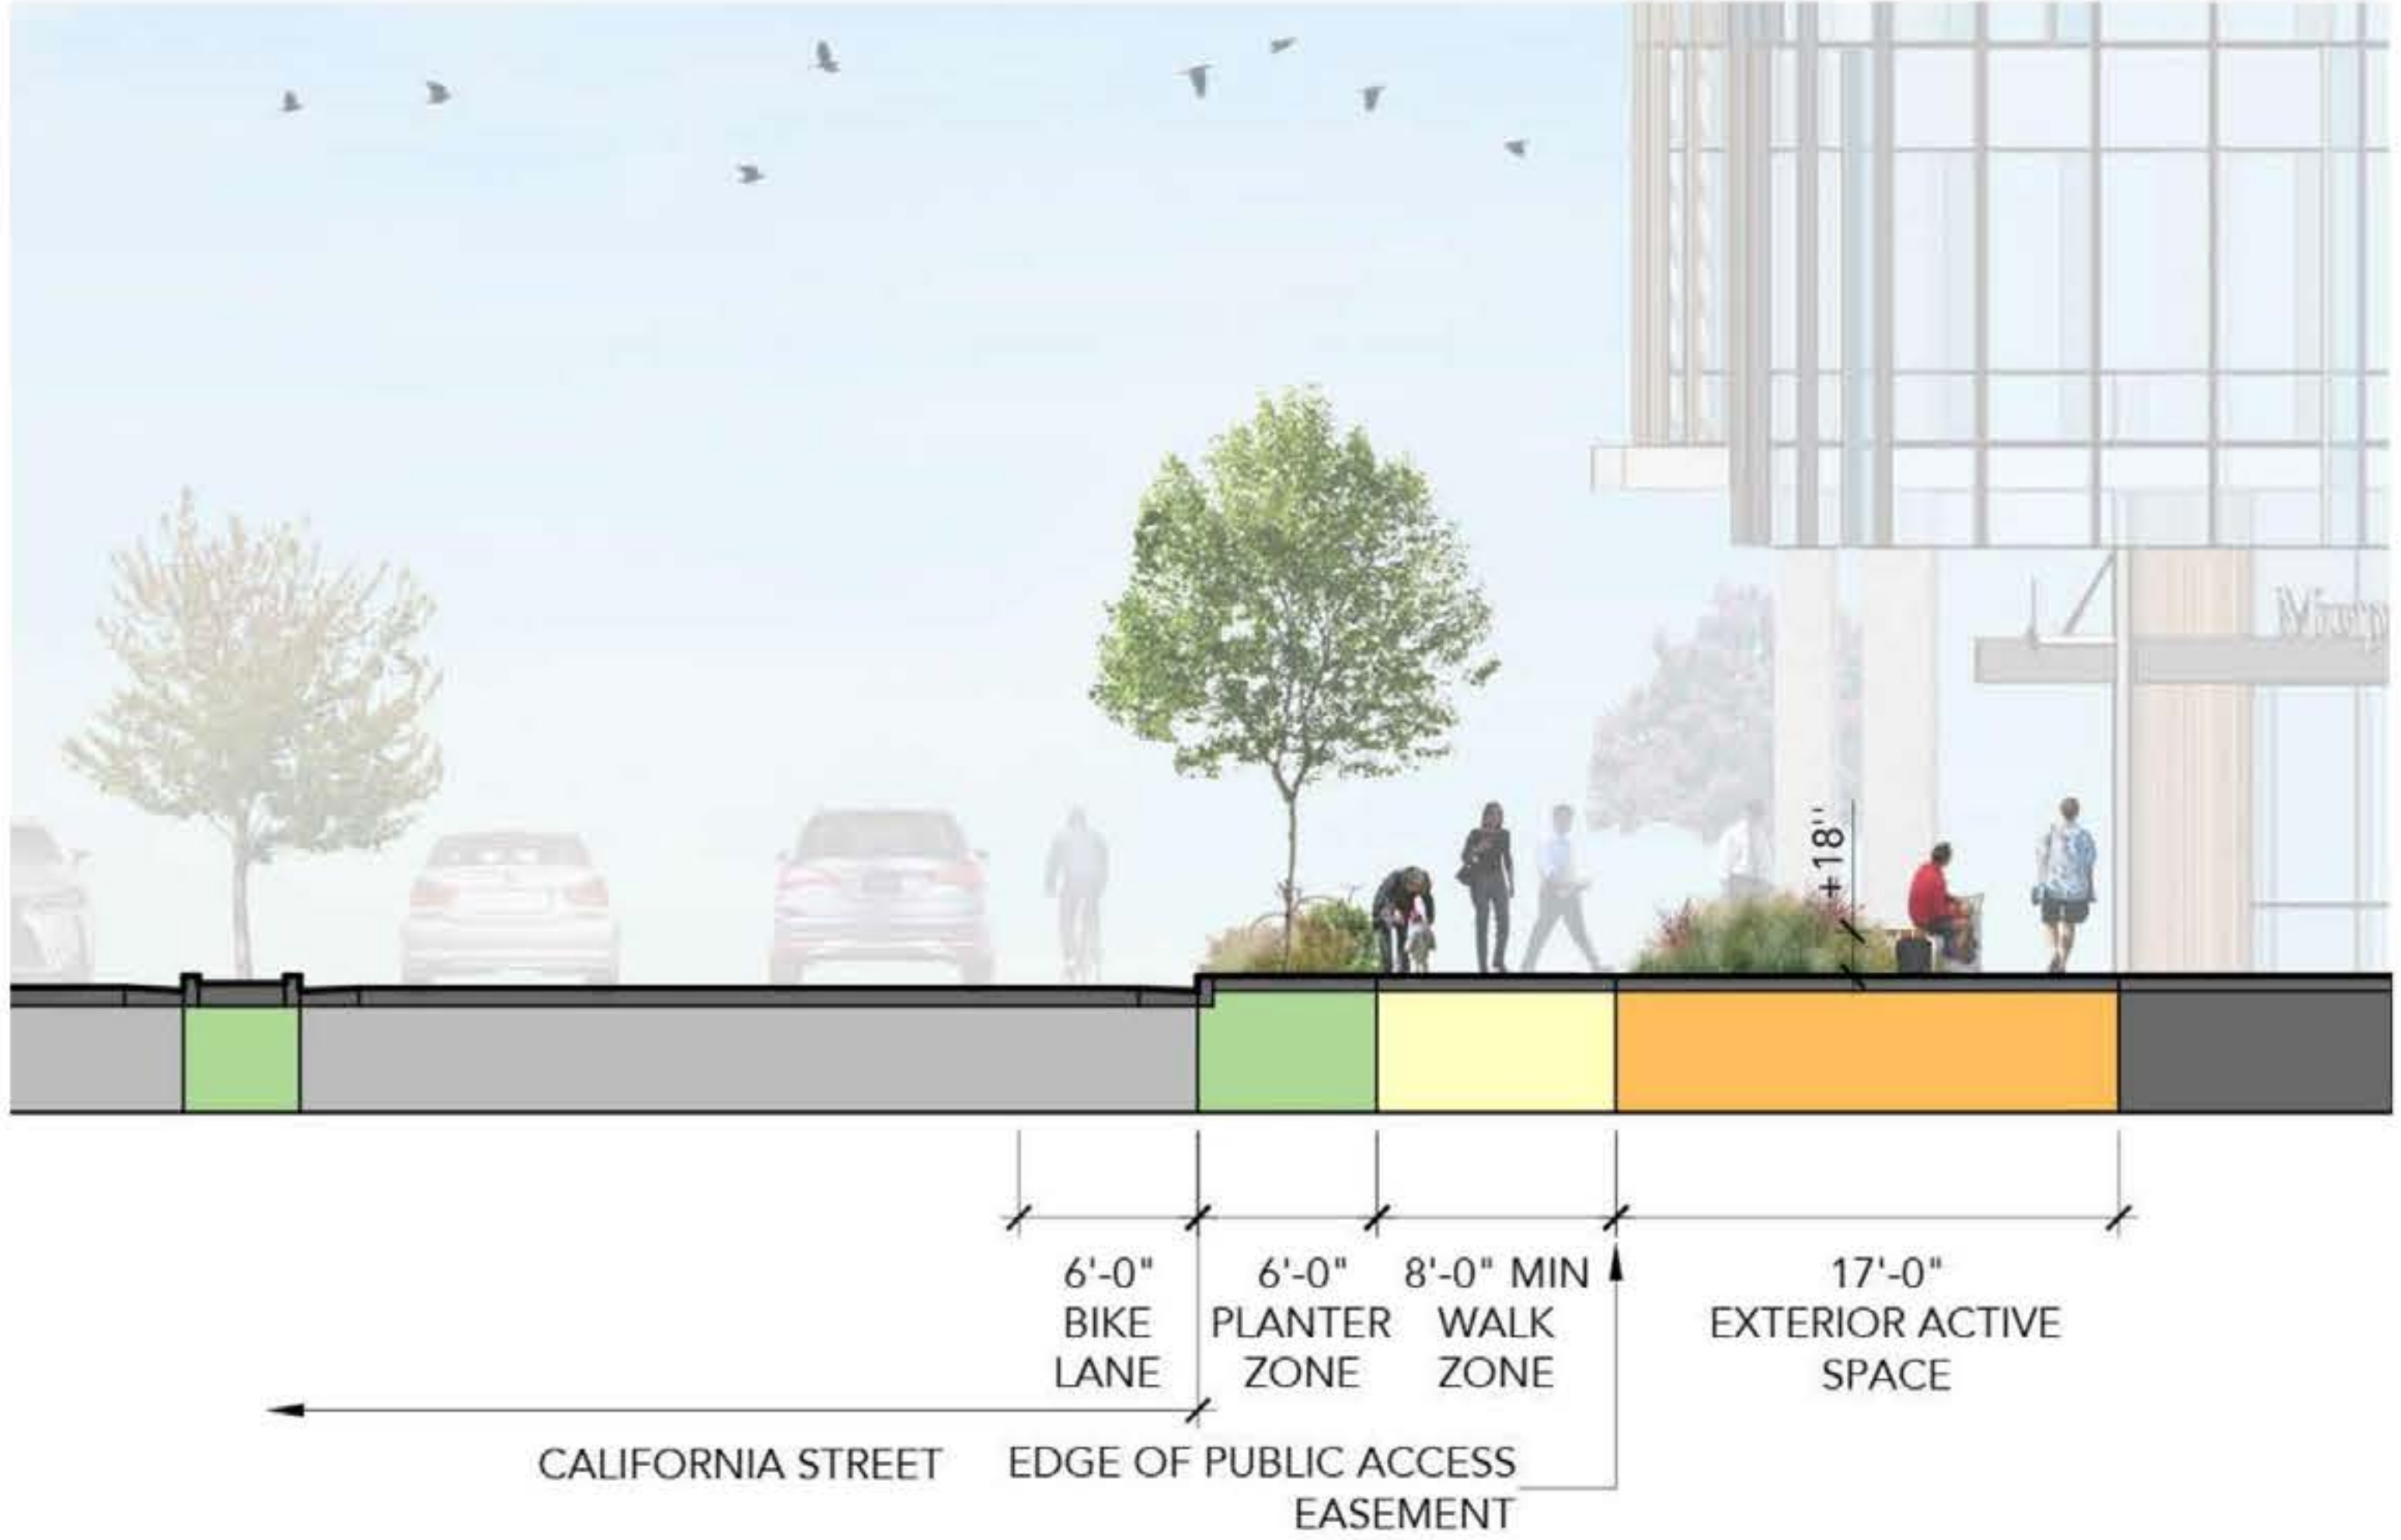 +18''
6'-0"
BIKE
LANE
6'-0"
PLANTER
ZONE
8'-0" MIN
WALK
ZONE
17'-0"
EXTERIOR ACTIVE
SPACE
CALIFORNIA STREET
EDGE OF PUBLIC ACCESS
EASEMENT